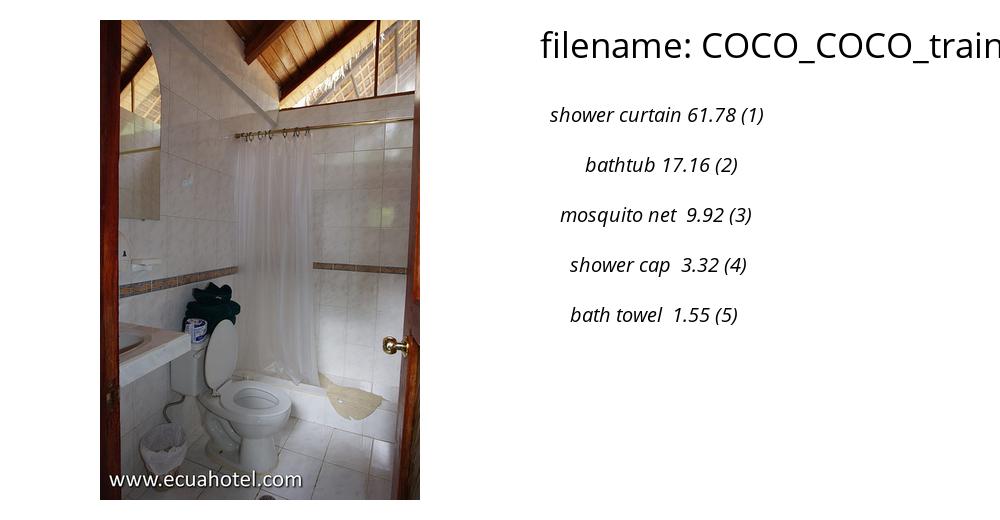 filename: COCO_COCO_train
shower curtain 61.78 (1)
bathtub 17.16 (2)
mosquito net 9.92 (3)
shower cap 3.32 (4)
bath towel 1.55 (5)
www.ecuahotel.com